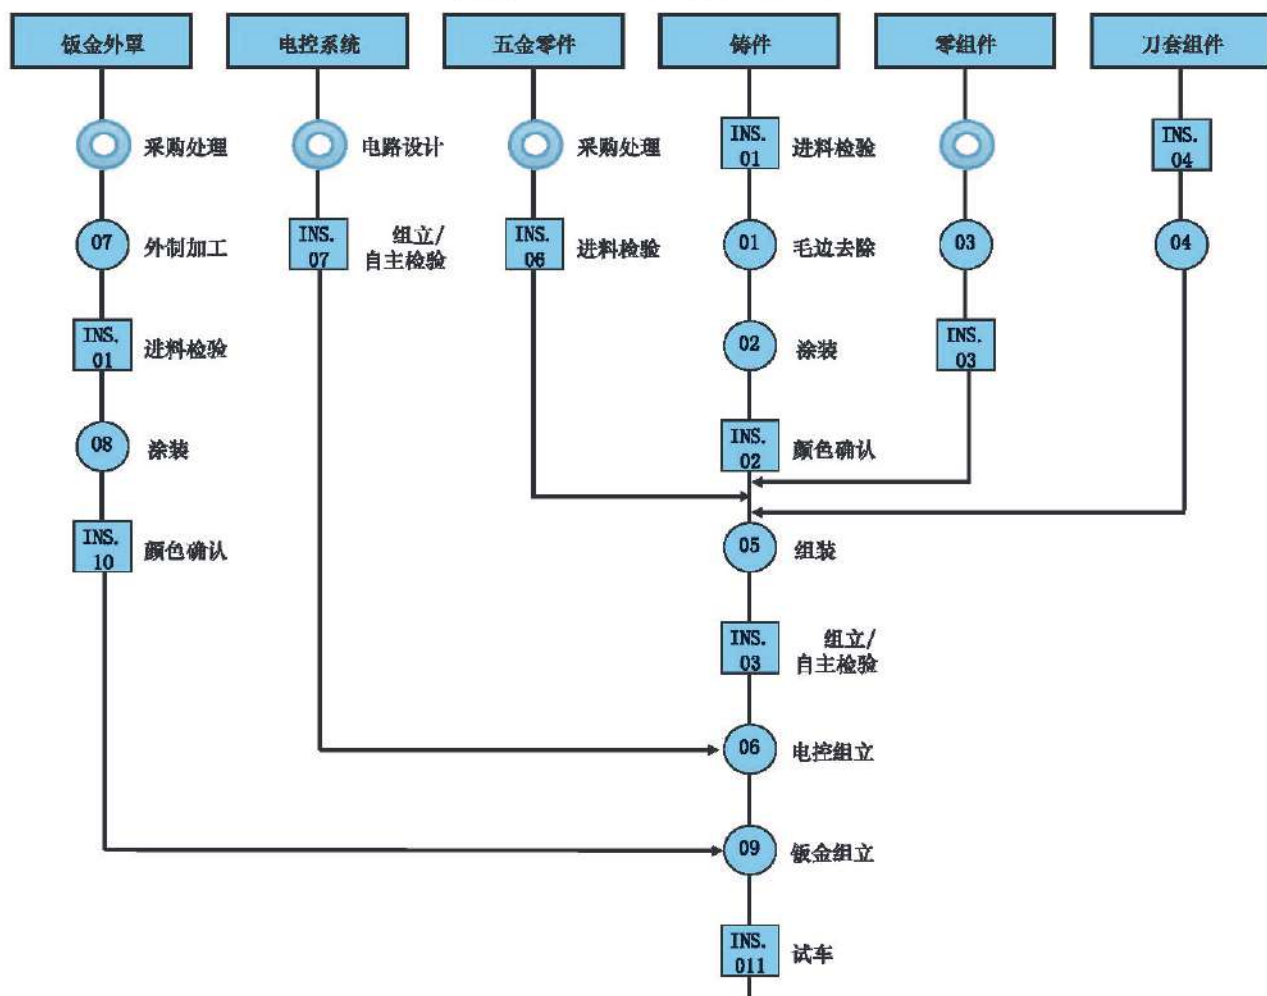 钣金外罩
电控系统
五金零件
铸件
零组件
刀套组件
采购处理
电路设计
采购处理
INS.
01
进料检验
INS.
04
07
外制加工
INS.
07
组立/
自主检验
INS.
06
进料检验
01
毛边去除
03
04
INS.
01
进料检验
02
涂装
INS.
03
08
涂装
INS.
02
颜色确认
INS.
10
颜色确认
05
组装
INS.
03
组立/
自主检验
06
电控组立
09
钣金组立
INS.
011
试车